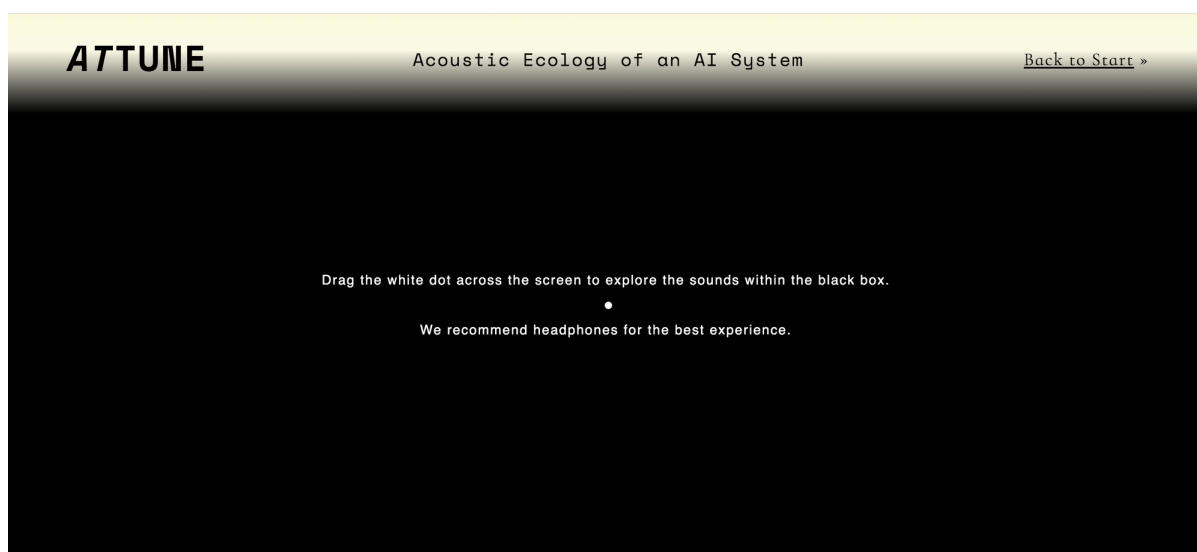 ATTUNE
Acoustic Ecology of an AI System
Back to Start »
Drag the white dot across the screen to explore the sounds within the black box.
We recommend headphones for the best experience.